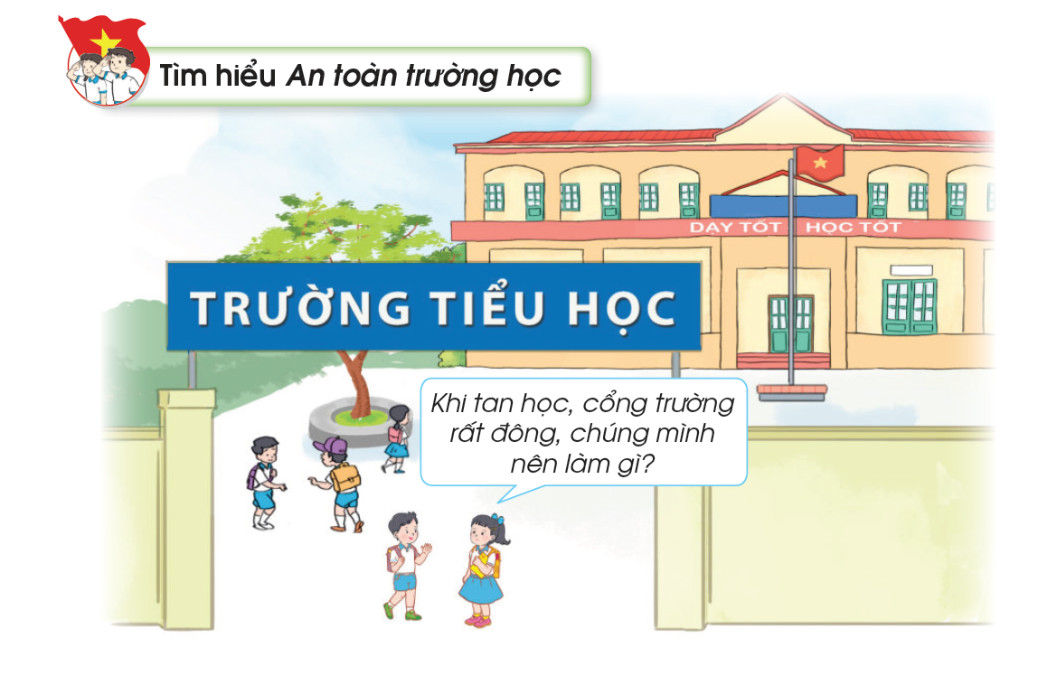 Tìm hiểu An toàn trường học
DẠY TỐT HỌC TỐT
TRƯỜNG TIỂU HỌC
Khi tan học, cổng trường
rất đông, chúng mình
nên làm gì?